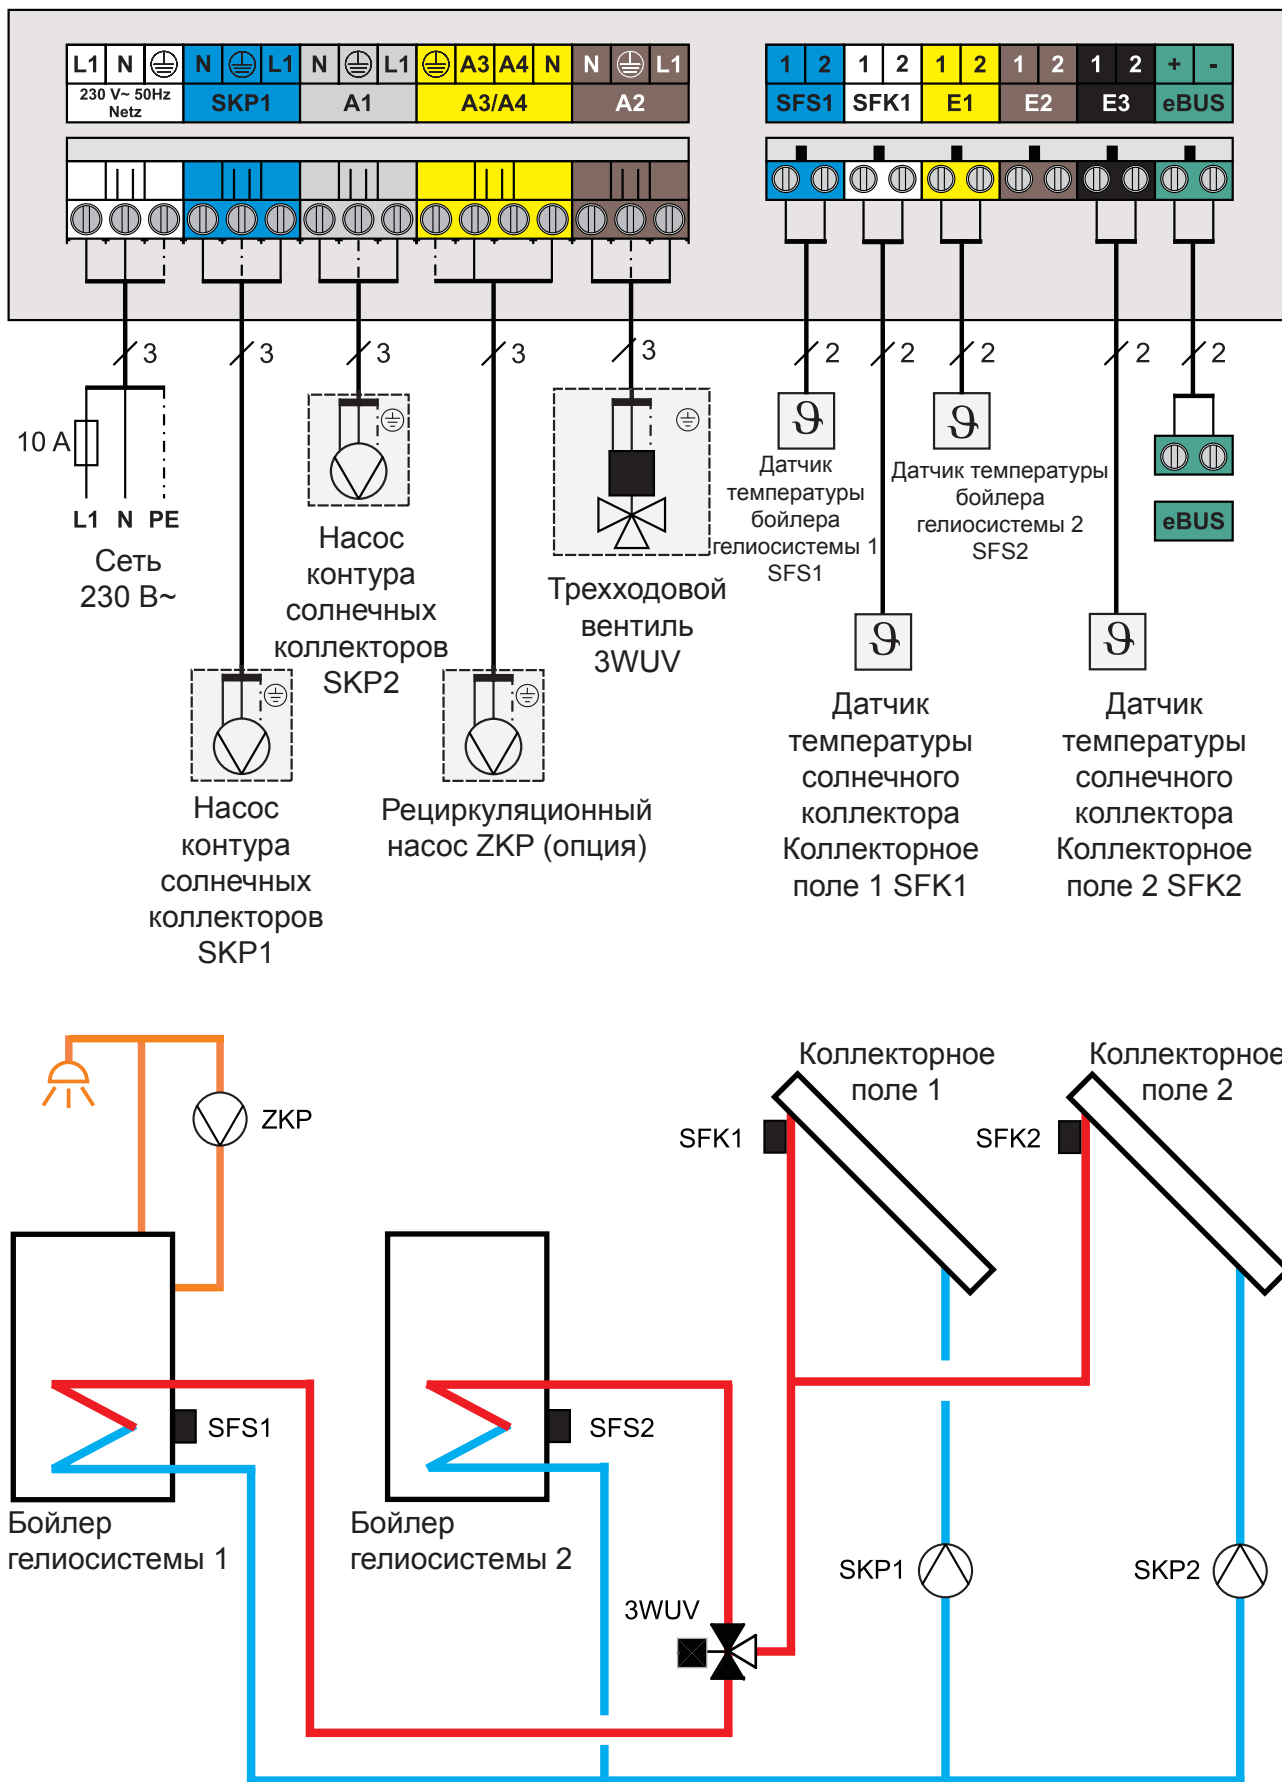 L1 N N L1 N L1 A3 A4 N N L1 1 2 1 2 1 2 1 2 1 2 + -
230 V~ 50Hz
Netz
SKP1 A1 A3/A4 A2 SFS1 SFK1 E1 E2 E3 eBUS
3 3 3 3 3 2 2 2 2 2
10 A
L1 N PE
Сеть
230 В~
Насос
контура
солнечных
коллекторов
SKP2
Трехходовой
вентиль
3WUV
ϑ
Датчик
температуры
бойлера
гелиосистемы 1
SFS1
ϑ
Датчик температуры
бойлера
гелиосистемы 2
SFS2
eBUS
Насос
контура
солнечных
коллекторов
SKP1
Рециркуляционный
насос ZKP (опция)
ϑ
Датчик
температуры
солнечного
коллектора
Коллекторное
поле 1 SFK1
ϑ
Датчик
температуры
солнечного
коллектора
Коллекторное
поле 2 SFK2
Коллекторное
поле 1
Коллекторное
поле 2
ZKP
SFK1
SFK2
SFS1
SFS2
Бойлер
гелиосистемы 1
Бойлер
гелиосистемы 2
SKP1
SKP2
3WUV